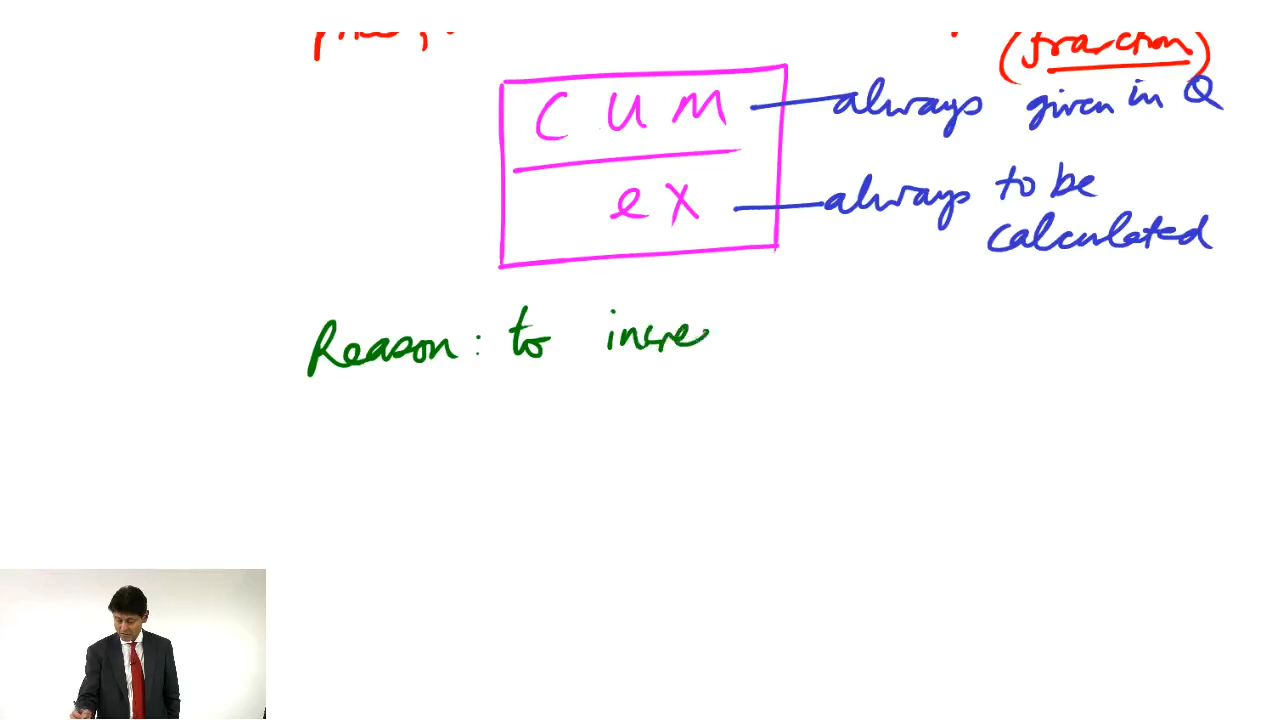 (fraction)
CUM
always given in Q
ex
always to be
calculated
Reason: to incre